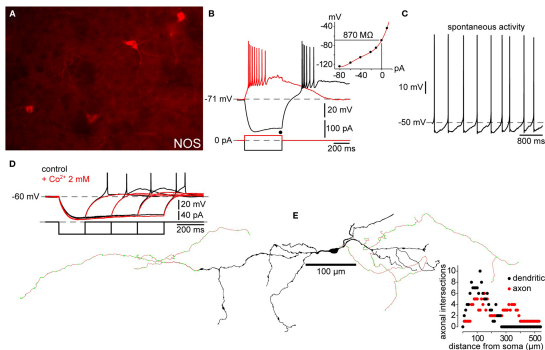 A
NOS
B
-71 mV
0 pA
20 mV
100 pA
200 ms
mV
870 MΩ
-40
-80
-120
-80
-40
0
pA
C
spontaneous activity
10 mV
-50 mV
800 ms
D
control
+ Co2+ 2 mM
-60 mV
20 mV
40 pA
200 ms
E
100 µm
dendritic
axon
axonal intersections
10
8
6
4
2
0
100
300
500
distance from soma (µm)